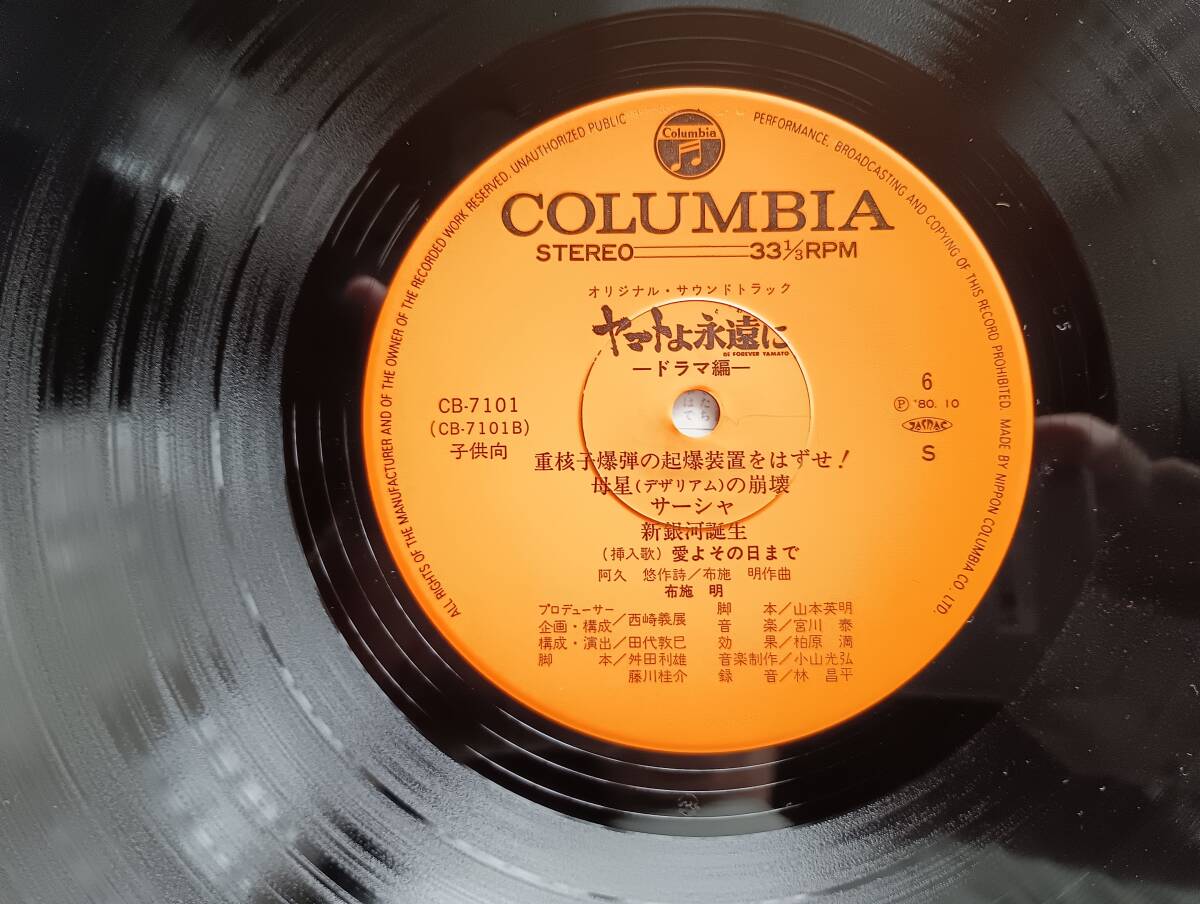 Columbia
ALL RIGHTS OF THE MANUFACTURER AND OF THE OWNER OF THE RECORDED WORK RESERVED. UNAUTHORIZED PUBLIC PERFORMANCE, BROADCASTING AND COPYING OF THIS RECORD PROHIBITED. MADE BY NIPPON COLUMBIA CO. LTD.
COLUMBIA
STEREO 33⅓RPM
オリジナル・サウンドトラック
ヤマトよ永遠に
BE FOREVER YAMATO
―ドラマ編―
CB-7101
(CB-7101B)
子供向
6
Ⓟ '80. 10
JASRAC
S
重核子爆弾の起爆装置をはずせ!
母星(デザリアム)の崩壊
サーシャ
新銀河誕生
(挿入歌) 愛よその日まで
阿久 悠作詩/布施 明作曲
布施 明
プロデューサー
企画・構成/西崎義展
構成・演出/田代敦巳
脚 本/舛田利雄
藤川桂介
脚 本/山本英明
音 楽/宮川 泰
効 果/柏原 満
音楽制作/小山光弘
録 音/林 昌平